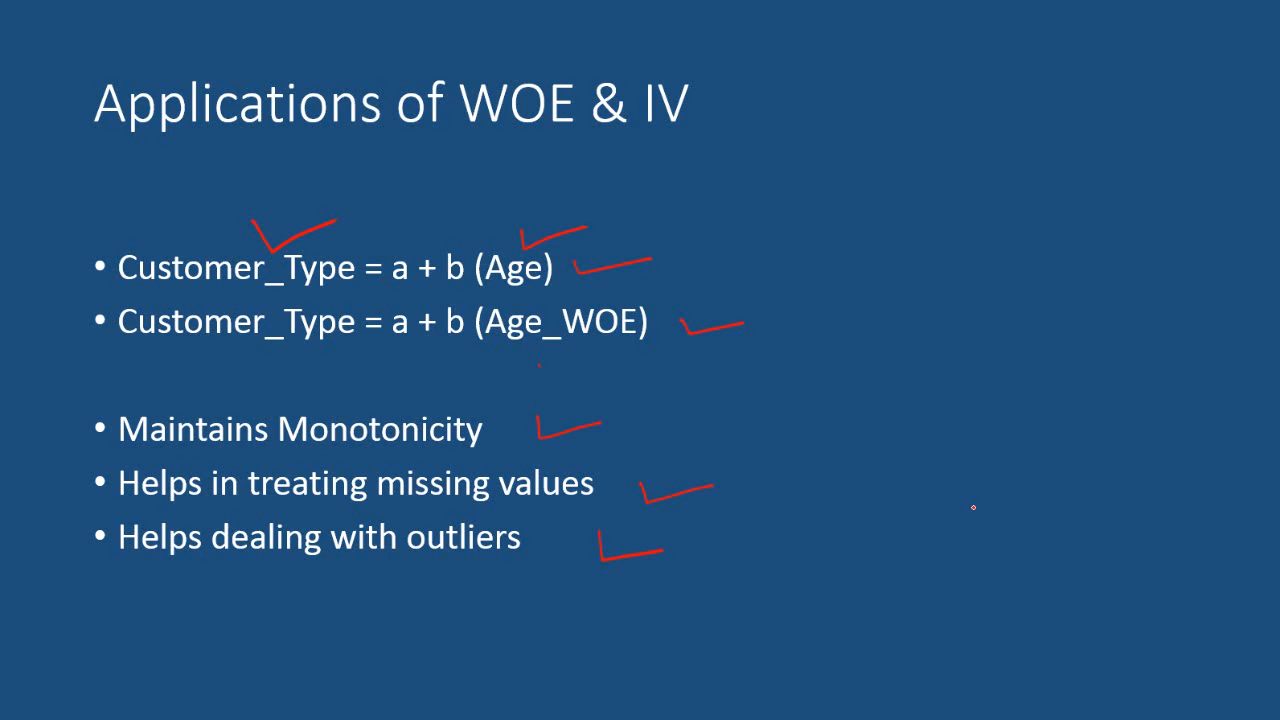 Applications of WOE & IV
• Customer_Type = a + b (Age)
• Customer_Type = a + b (Age_WOE)
• Maintains Monotonicity
• Helps in treating missing values
• Helps dealing with outliers